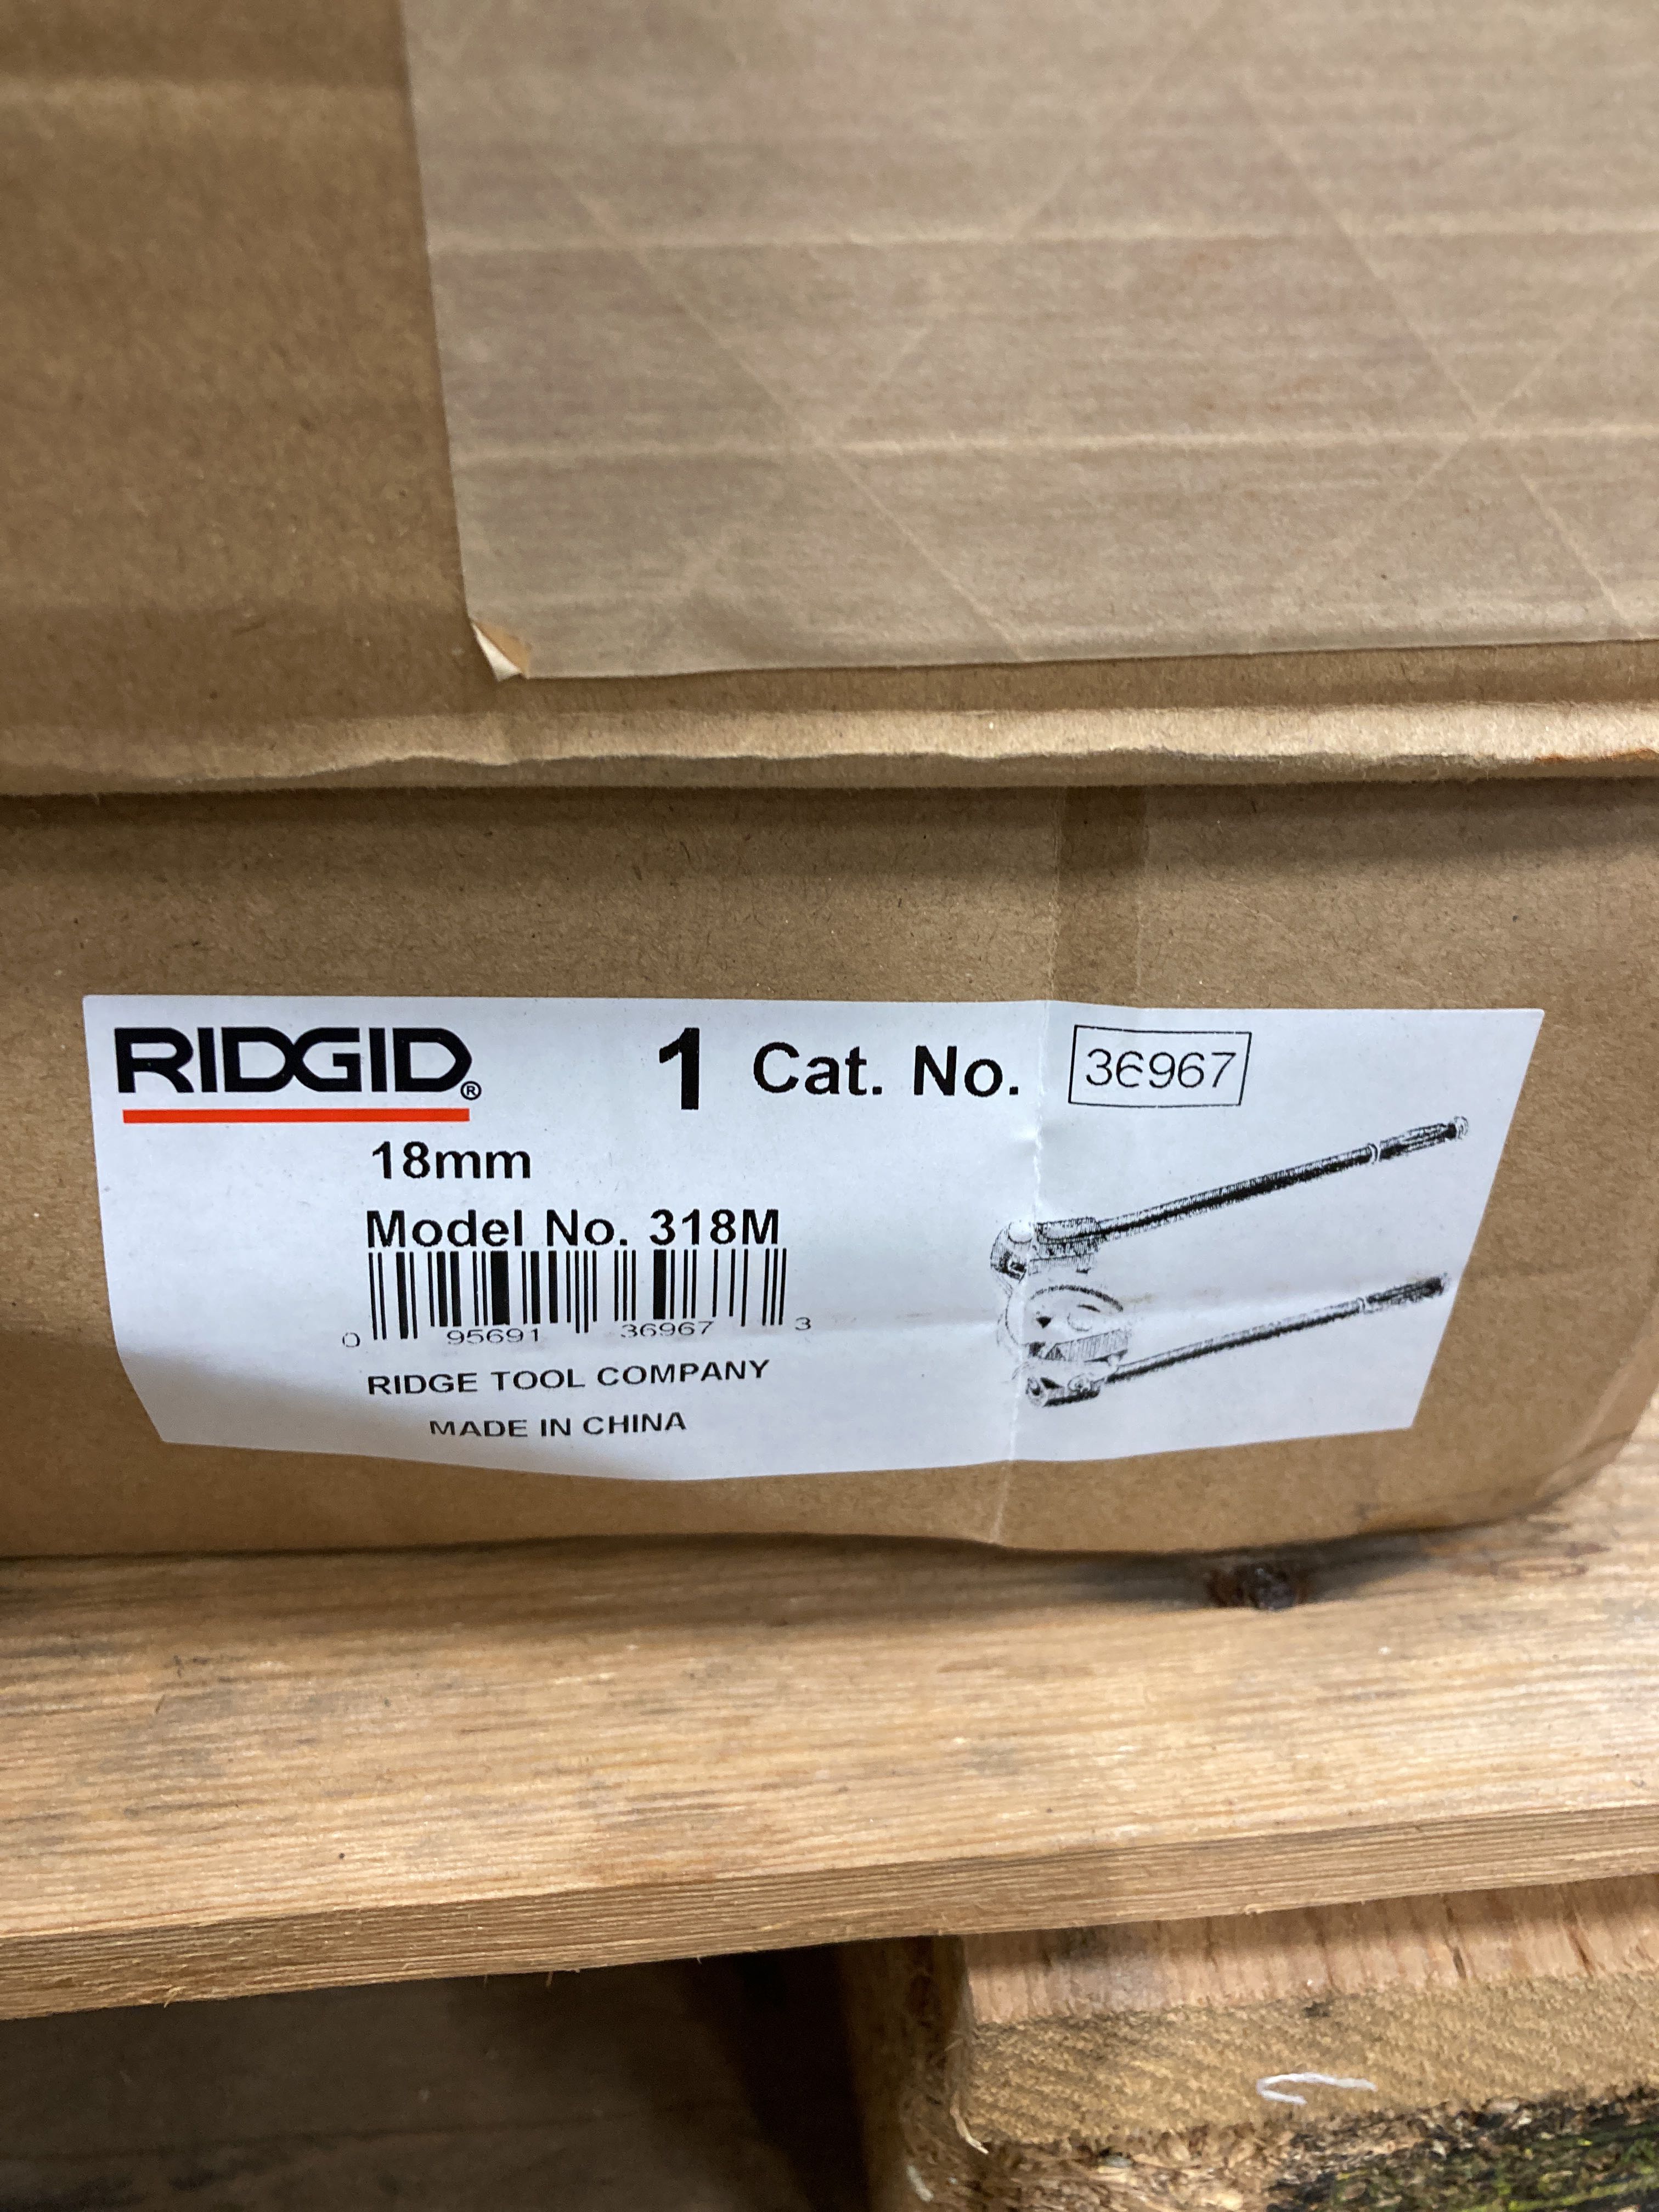 RIDGID® 1 Cat. No. 36967
18mm
Model No. 318M
0 95691 36967 3
RIDGE TOOL COMPANY
MADE IN CHINA